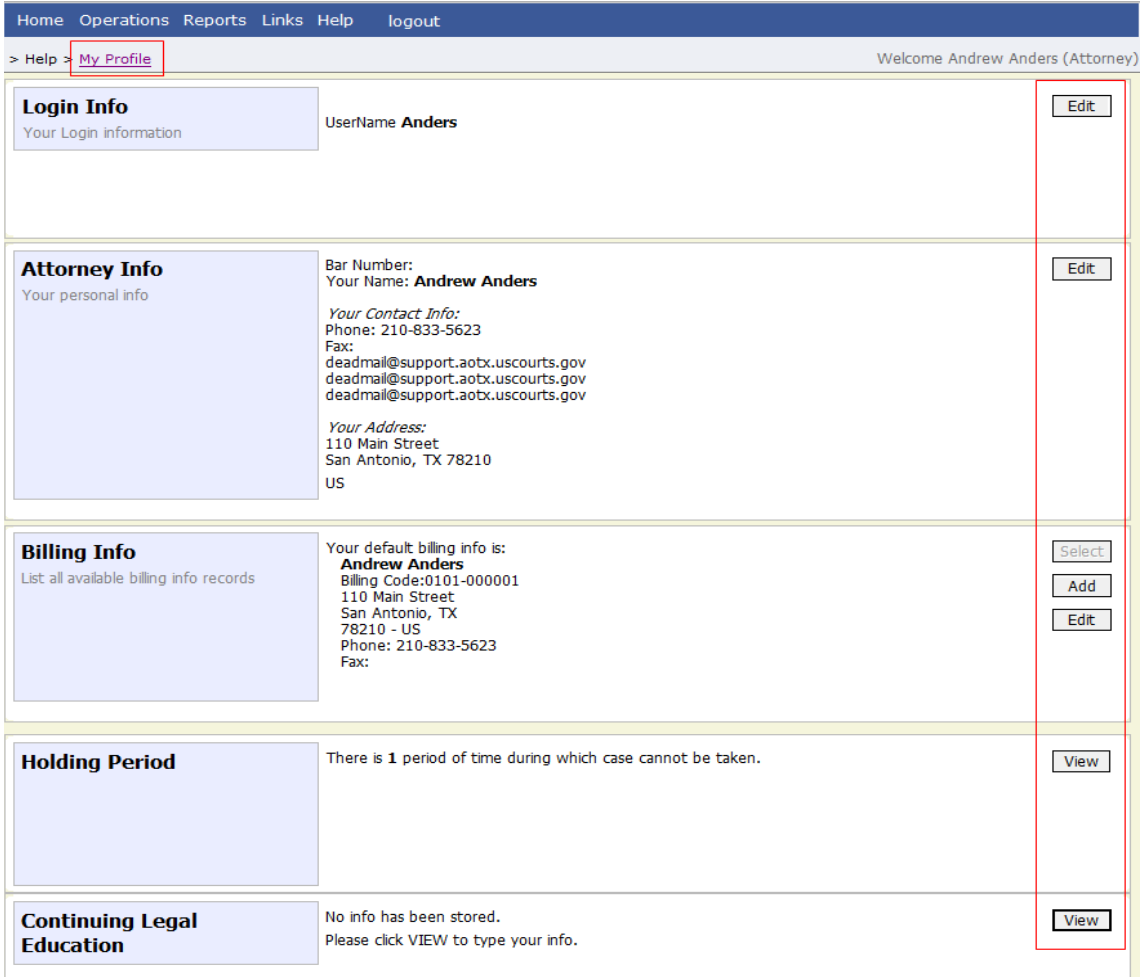 Home Operations Reports Links Help logout
> Help > My Profile Welcome Andrew Anders (Attorney)
Login Info
Your Login information
UserName Anders
Edit
Attorney Info
Your personal info
Bar Number:
Your Name: Andrew Anders
Your Contact Info:
Phone: 210-833-5623
Fax:
deadmail@support.aotx.uscourts.gov
deadmail@support.aotx.uscourts.gov
deadmail@support.aotx.uscourts.gov
Your Address:
110 Main Street
San Antonio, TX 78210
US
Edit
Billing Info
List all available billing info records
Your default billing info is:
Andrew Anders
Billing Code:0101-000001
110 Main Street
San Antonio, TX
78210 - US
Phone: 210-833-5623
Fax:
Select
Add
Edit
Holding Period
There is 1 period of time during which case cannot be taken.
View
Continuing Legal
Education
No info has been stored.
Please click VIEW to type your info.
View